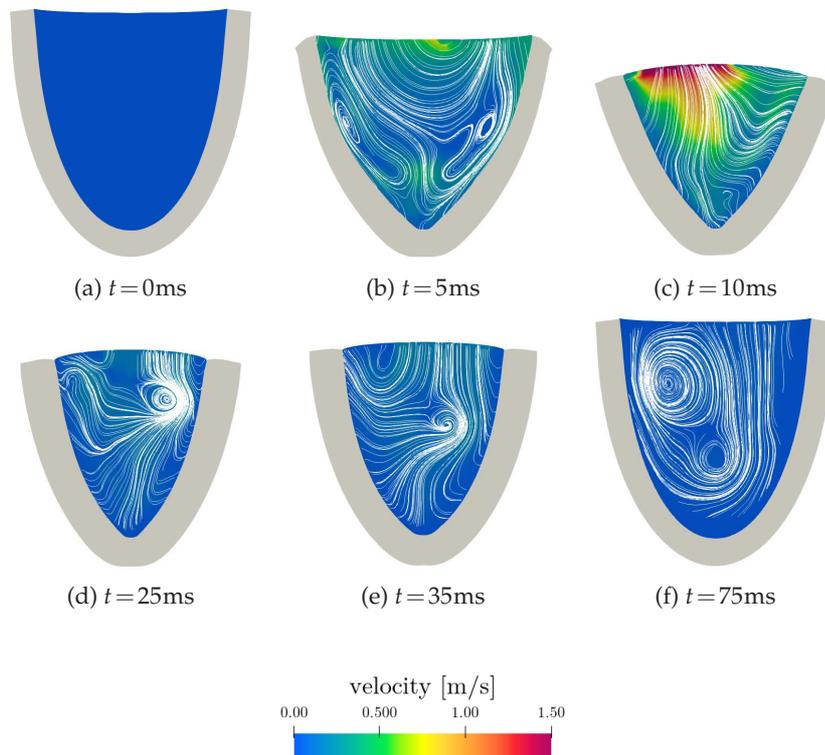 (a) t=0ms (b) t=5ms (c) t=10ms
(d) t=25ms (e) t=35ms (f) t=75ms
velocity [m/s]
0.00 0.500 1.00 1.50